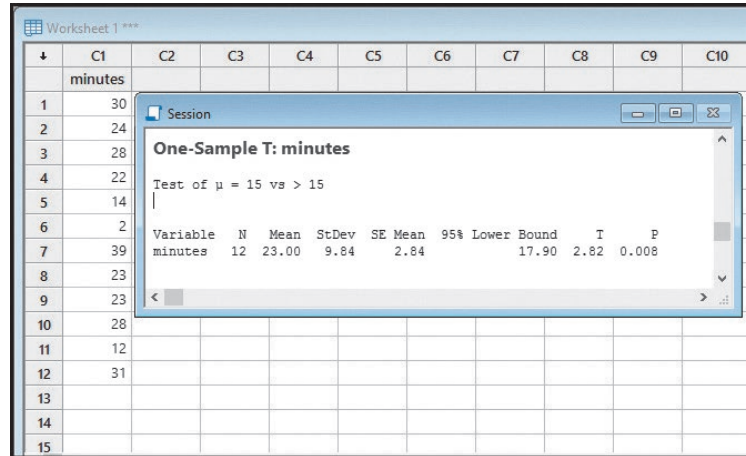 Worksheet 1 ***
↓ C1 C2 C3 C4 C5 C6 C7 C8 C9 C10
minutes
1 30
2 24
3 28
4 22
5 14
6 2
7 39
8 23
9 23
10 28
11 12
12 31
13
14
15
Session
One-Sample T: minutes
Test of μ = 15 vs > 15
Variable N Mean StDev SE Mean 95% Lower Bound T P
minutes 12 23.00 9.84 2.84 17.90 2.82 0.008